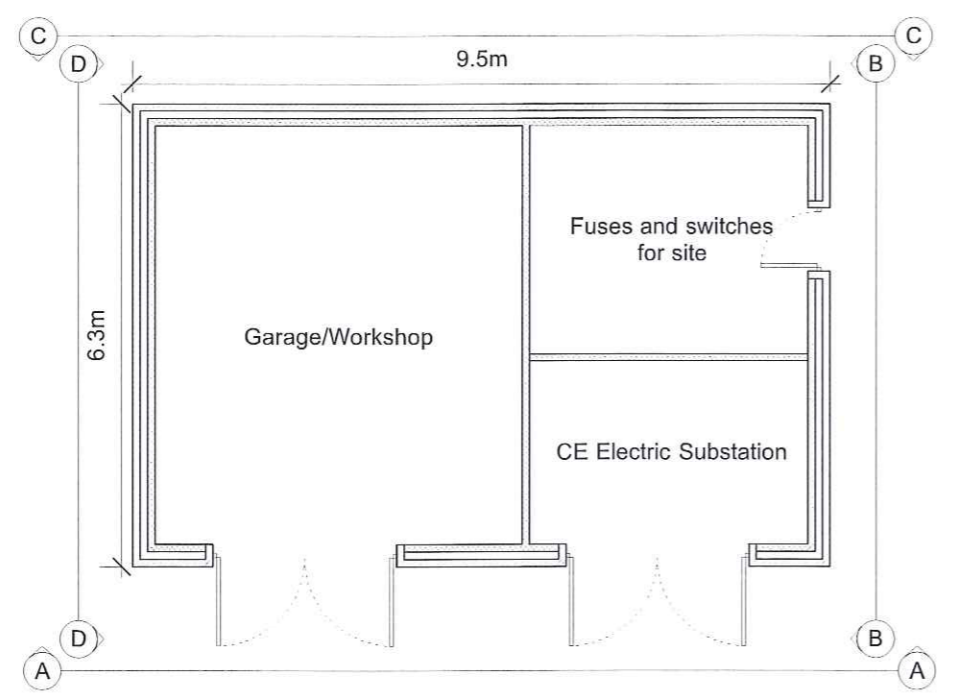 C
C
D
9.5m
B
Fuses and switches
for site
6.3m
Garage/Workshop
CE Electric Substation
D
B
A
A